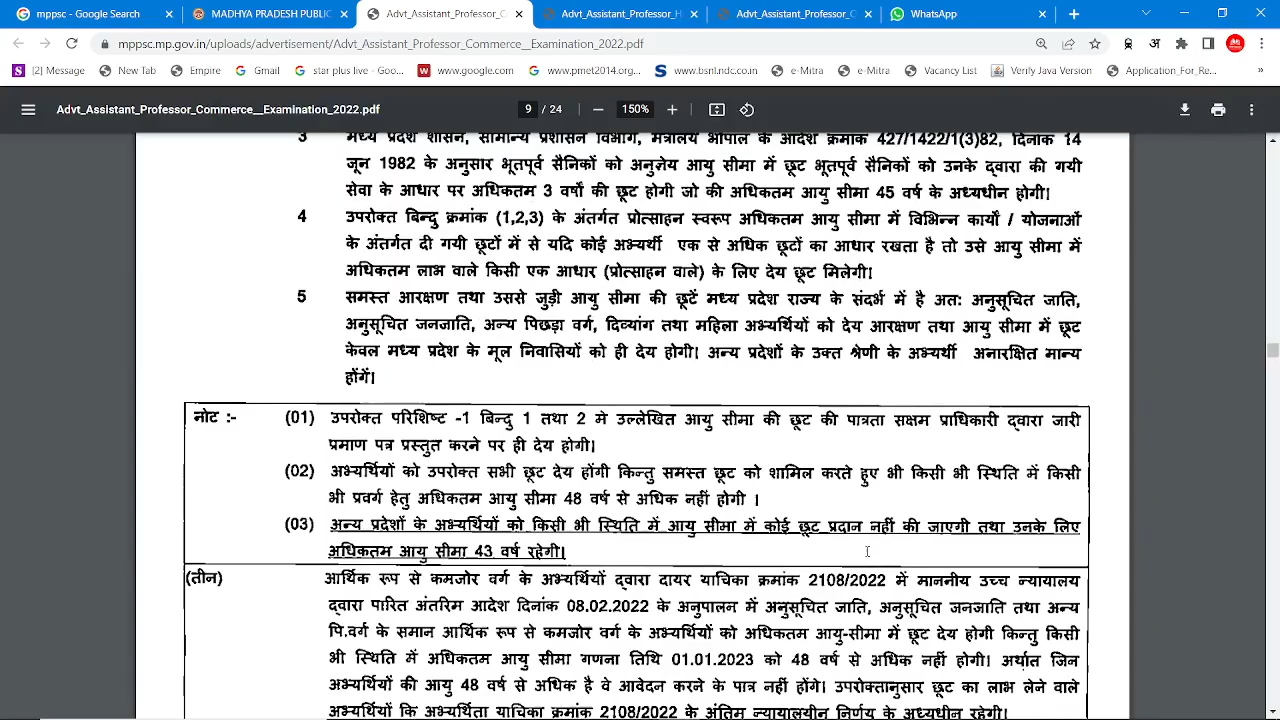 mppsc - Google Search
MADHYA PRADESH PUBLIC
Advt_Assistant_Professor_C
Advt_Assistant_Professor_H
Advt_Assistant_Professor_C
WhatsApp
mppsc.mp.gov.in/uploads/advertisement/Advt_Assistant_Professor_Commerce__Examination_2022.pdf
अ
[2] Message
New Tab
Empire
Gmail
star plus live - Goo...
www.google.com
www.pmet2014.org...
www.bsnlrdc.co.in
e-Mitra
e-Mitra
Vacancy List
Verify Java Version
Application_For_Re...
»
Advt_Assistant_Professor_Commerce__Examination_2022.pdf
9 / 24
150%
3 मध्य प्रदेश शासन, सामान्य प्रशासन विभाग, मंत्रालय भोपाल के आदेश क्रमांक 427/1422/1(3)82, दिनांक 14
जून 1982 के अनुसार भूतपूर्व सैनिकों को अनुज्ञेय आयु सीमा में छूट भूतपूर्व सैनिकों को उनके द्वारा की गयी
सेवा के आधार पर अधिकतम 3 वर्षो की छूट होगी जो की अधिकतम आयु सीमा 45 वर्ष के अध्यधीन होगी।
4 उपरोक्त बिन्दु क्रमांक (1,2,3) के अंतर्गत प्रोत्साहन स्वरूप अधिकतम आयु सीमा में विभिन्न कार्यों / योजनाओं
के अंतर्गत दी गयी छूटों में से यदि कोई अभ्यर्थी एक से अधिक छूटों का आधार रखता है तो उसे आयु सीमा में
अधिकतम लाभ वाले किसी एक आधार (प्रोत्साहन वाले) के लिए देय छूट मिलेगी।
5 समस्त आरक्षण तथा उससे जुड़ी आयु सीमा की छूटें मध्य प्रदेश राज्य के संदर्भ में है अत: अनुसूचित जाति,
अनुसूचित जनजाति, अन्य पिछड़ा वर्ग, दिव्यांग तथा महिला अभ्यर्थियों को देय आरक्षण तथा आयु सीमा में छूट
केवल मध्य प्रदेश के मूल निवासियों को ही देय होगी। अन्य प्रदेशों के उक्त श्रेणी के अभ्यर्थी अनारक्षित मान्य
होंगें।
नोट :- (01) उपरोक्त परिशिष्ट -1 बिन्दु 1 तथा 2 मे उल्लेखित आयु सीमा की छूट की पात्रता सक्षम प्राधिकारी द्वारा जारी
प्रमाण पत्र प्रस्तुत करने पर ही देय होगी।
(02) अभ्यर्थियों को उपरोक्त सभी छूट देय होंगी किन्तु समस्त छूट को शामिल करते हुए भी किसी भी स्थिति में किसी
भी प्रवर्ग हेतु अधिकतम आयु सीमा 48 वर्ष से अधिक नहीं होगी ।
(03) अन्य प्रदेशों के अभ्यर्थियों को किसी भी स्थिति में आयु सीमा में कोई छूट प्रदान नहीं की जाएगी तथा उनके लिए
अधिकतम आयु सीमा 43 वर्ष रहेगी।
(तीन) आर्थिक रूप से कमजोर वर्ग के अभ्यर्थियों द्वारा दायर याचिका क्रमांक 2108/2022 में माननीय उच्च न्यायालय
द्वारा पारित अंतरिम आदेश दिनांक 08.02.2022 के अनुपालन में अनुसूचित जाति, अनुसूचित जनजाति तथा अन्य
पि.वर्ग के समान आर्थिक रूप से कमजोर वर्ग के अभ्यर्थियों को अधिकतम आयु-सीमा में छूट देय होगी किन्तु किसी
भी स्थिति में अधिकतम आयु सीमा गणना तिथि 01.01.2023 को 48 वर्ष से अधिक नहीं होगी। अर्थात जिन
अभ्यर्थियों की आयु 48 वर्ष से अधिक है वे आवेदन करने के पात्र नहीं होंगे। उपरोक्तानुसार छूट का लाभ लेने वाले
अभ्यर्थियों कि अभ्यर्थिता याचिका क्रमांक 2108/2022 के अंतिम न्यायालयीन निर्णय के अध्यधीन रहेगी।